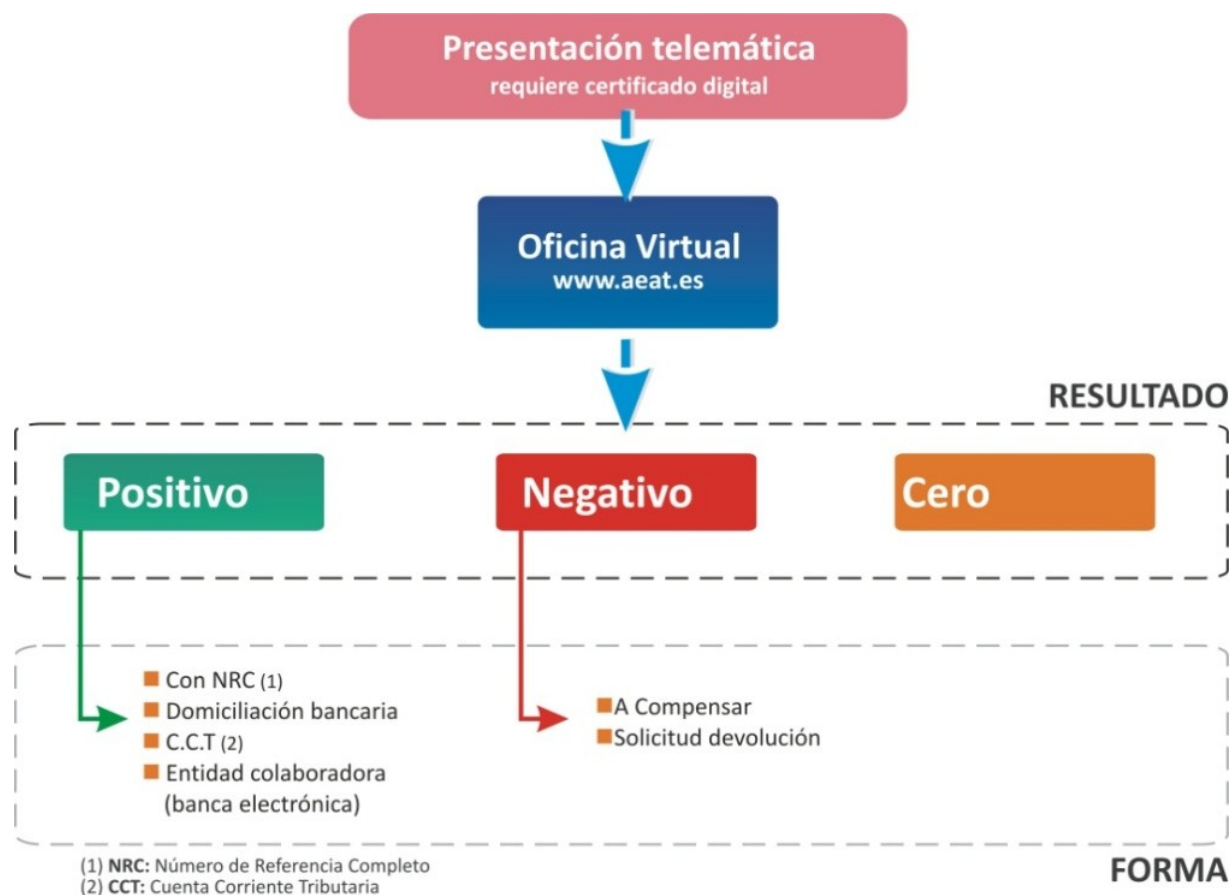 Presentación telemática
requiere certificado digital
Oficina Virtual
www.aeat.es
RESULTADO
Positivo
Negativo
Cero
Con NRC (1)
Domiciliación bancaria
C.C.T (2)
Entidad colaboradora
(banca electrónica)
A Compensar
Solicitud devolución
(1) NRC: Número de Referencia Completo
(2) CCT: Cuenta Corriente Tributaria
FORMA